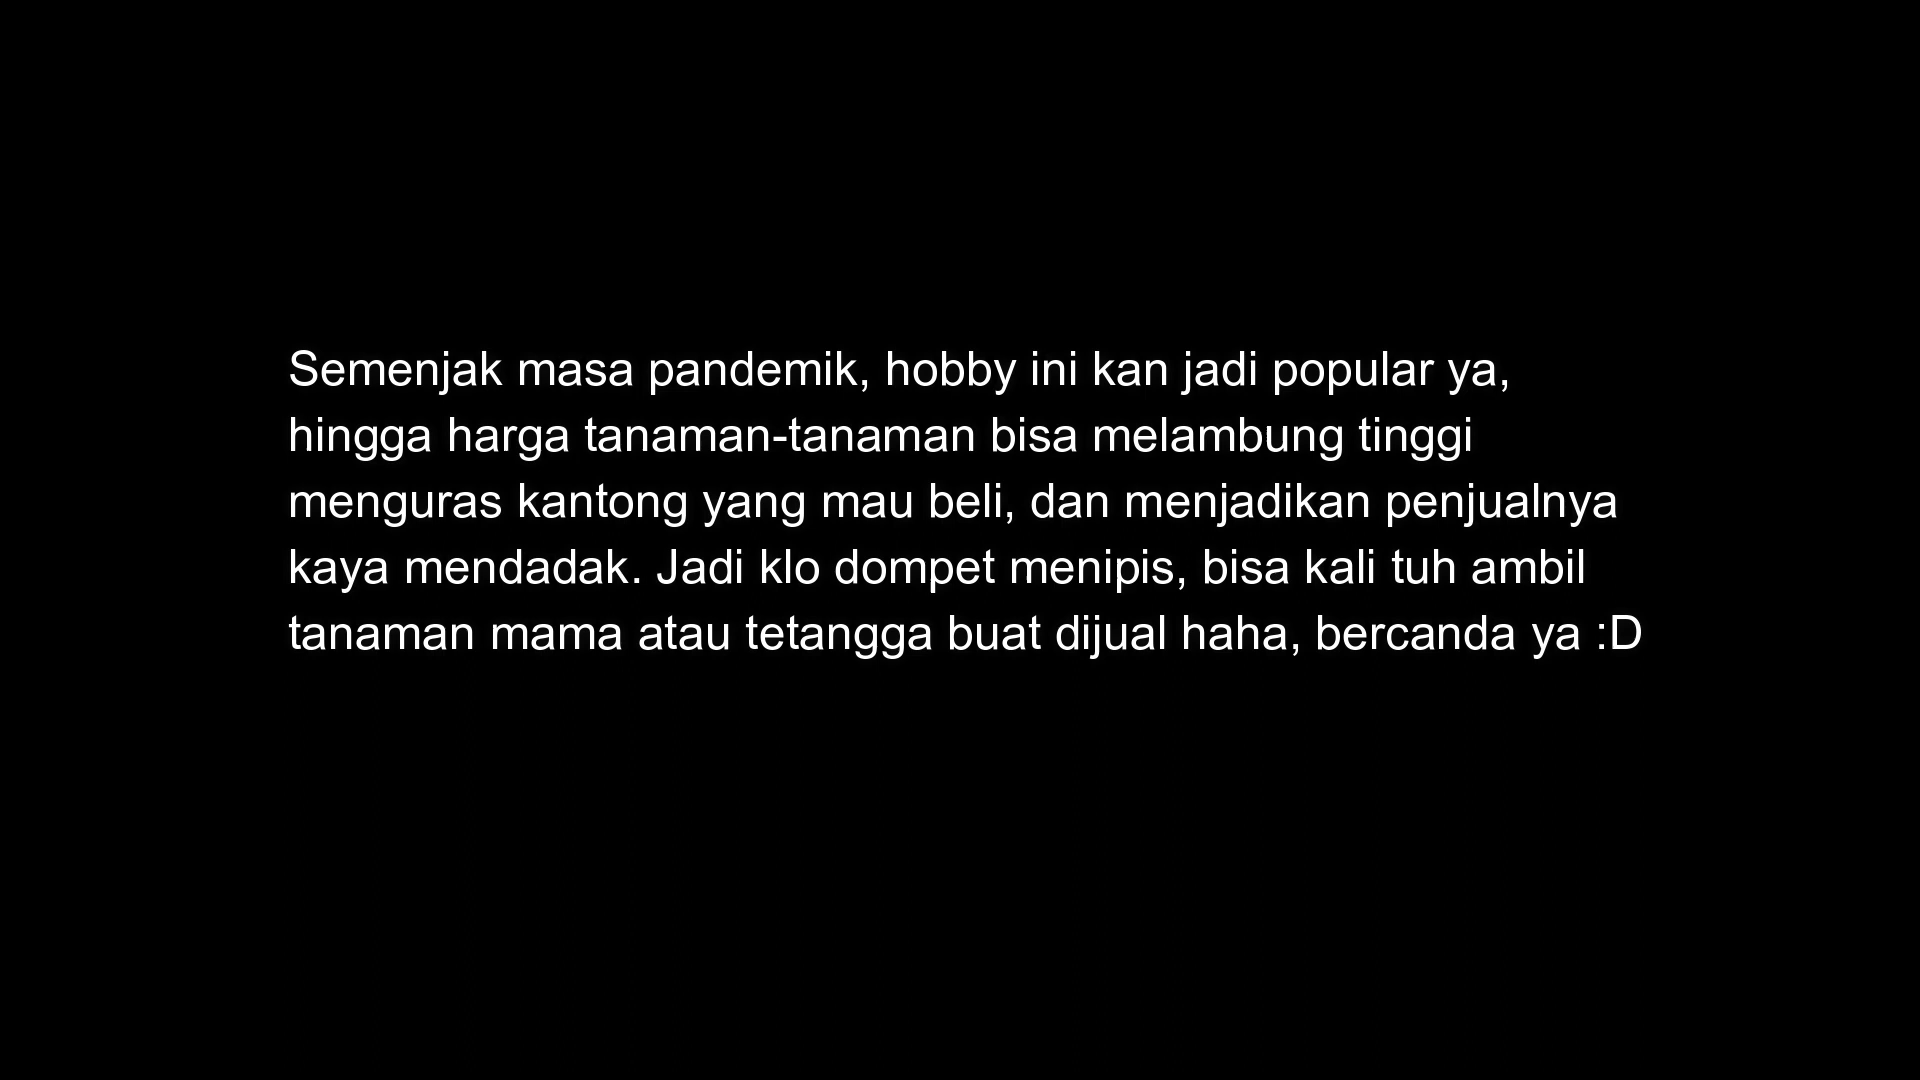 Semenjak masa pandemik, hobby ini kan jadi popular ya,
hingga harga tanaman-tanaman bisa melambung tinggi
menguras kantong yang mau beli, dan menjadikan penjualnya
kaya mendadak. Jadi klo dompet menipis, bisa kali tuh ambil
tanaman mama atau tetangga buat dijual haha, bercanda ya :D